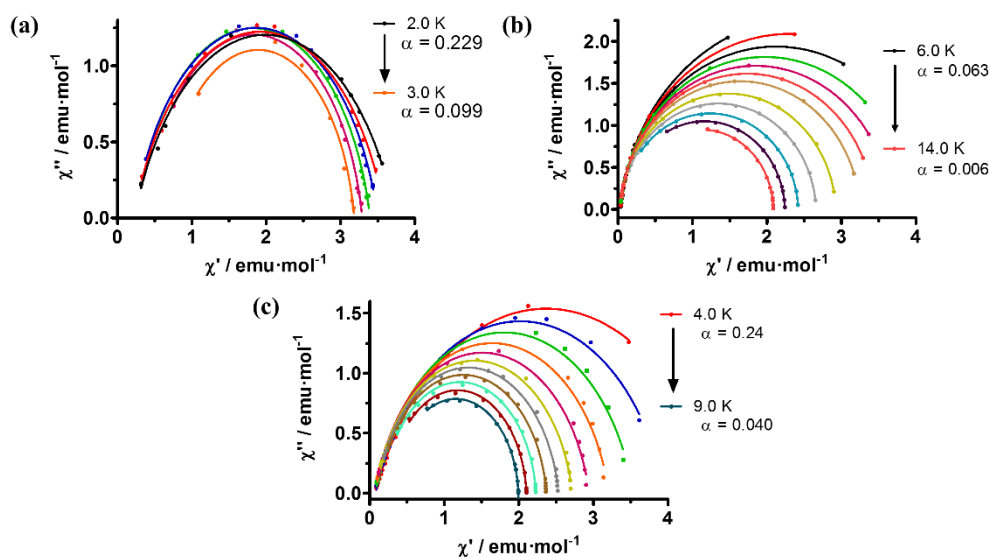 (a)
χ'' / emu·mol⁻¹
1.0
0.5
0.0
0
1
2
3
4
χ' / emu·mol⁻¹
2.0 K
α = 0.229
3.0 K
α = 0.099
(b)
χ'' / emu·mol⁻¹
2.0
1.5
1.0
0.5
0.0
0
1
2
3
4
χ' / emu·mol⁻¹
6.0 K
α = 0.063
14.0 K
α = 0.006
(c)
χ'' / emu·mol⁻¹
1.5
1.0
0.5
0.0
0
1
2
3
4
χ' / emu·mol⁻¹
4.0 K
α = 0.24
9.0 K
α = 0.040